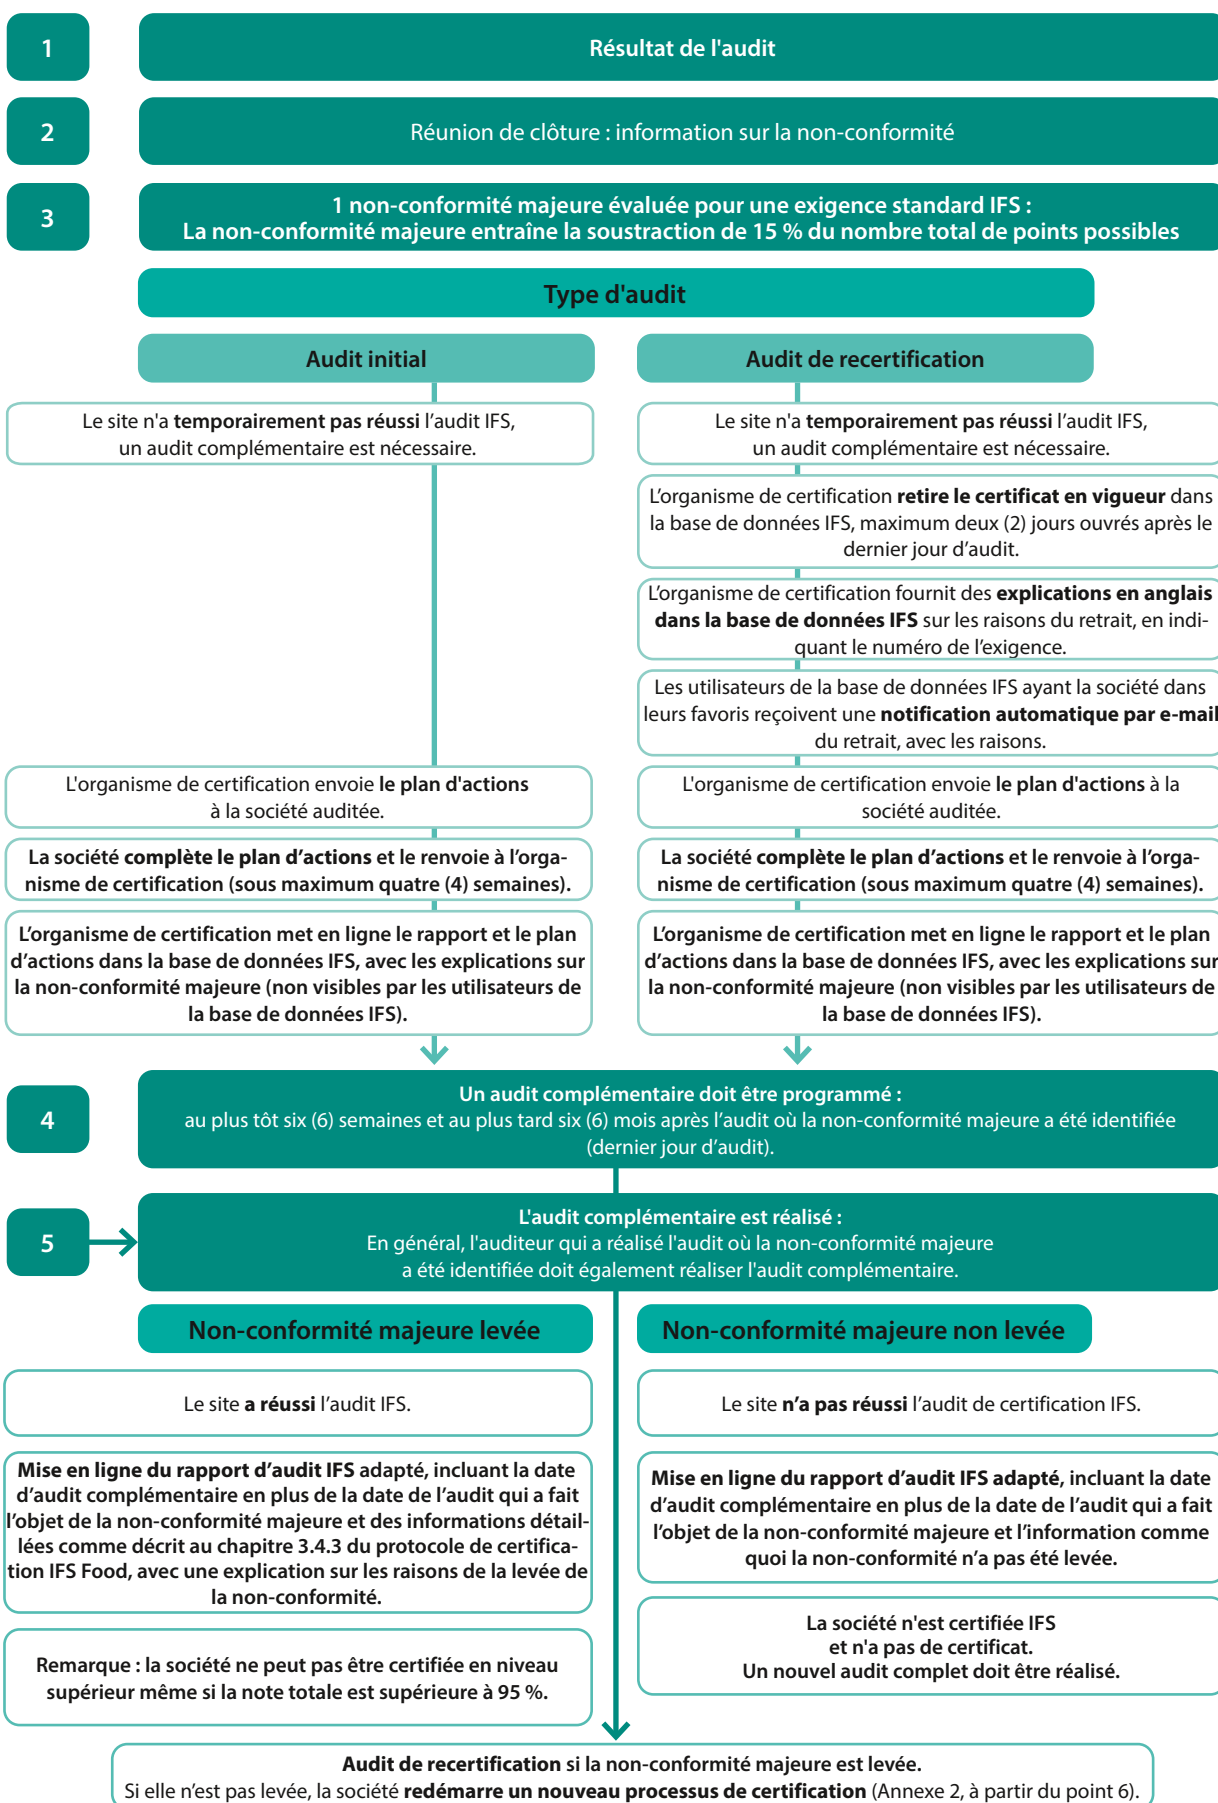 1
Résultat de l'audit
2
Réunion de clôture : information sur la non-conformité
3
1 non-conformité majeure évaluée pour une exigence standard IFS :
La non-conformité majeure entraîne la soustraction de 15 % du nombre total de points possibles
Type d'audit
Audit initial
Le site n'a temporairement pas réussi l’audit IFS,
un audit complémentaire est nécessaire.
L'organisme de certification envoie le plan d'actions
à la société auditée.
La société complète le plan d’actions et le renvoie à l’orga-
nisme de certification (sous maximum quatre (4) semaines).
L’organisme de certification met en ligne le rapport et le plan
d’actions dans la base de données IFS, avec les explications sur
la non-conformité majeure (non visibles par les utilisateurs de
la base de données IFS).
Audit de recertification
Le site n'a temporairement pas réussi l’audit IFS,
un audit complémentaire est nécessaire.
L’organisme de certification retire le certificat en vigueur dans
la base de données IFS, maximum deux (2) jours ouvrés après le
dernier jour d’audit.
L’organisme de certification fournit des explications en anglais
dans la base de données IFS sur les raisons du retrait, en indi-
quant le numéro de l’exigence.
Les utilisateurs de la base de données IFS ayant la société dans
leurs favoris reçoivent une notification automatique par e-mail
du retrait, avec les raisons.
L'organisme de certification envoie le plan d'actions à la
société auditée.
La société complète le plan d’actions et le renvoie à l’orga-
nisme de certification (sous maximum quatre (4) semaines).
L’organisme de certification met en ligne le rapport et le plan
d’actions dans la base de données IFS, avec les explications sur
la non-conformité majeure (non visibles par les utilisateurs de
la base de données IFS).
4
Un audit complémentaire doit être programmé :
au plus tôt six (6) semaines et au plus tard six (6) mois après l’audit où la non-conformité majeure a été identifiée
(dernier jour d’audit).
5
L'audit complémentaire est réalisé :
En général, l'auditeur qui a réalisé l'audit où la non-conformité majeure
a été identifiée doit également réaliser l'audit complémentaire.
Non-conformité majeure levée
Le site a réussi l’audit IFS.
Mise en ligne du rapport d’audit IFS adapté, incluant la date
d’audit complémentaire en plus de la date de l’audit qui a fait
l’objet de la non-conformité majeure et des informations détail-
lées comme décrit au chapitre 3.4.3 du protocole de certifica-
tion IFS Food, avec une explication sur les raisons de la levée de
la non-conformité.
Remarque : la société ne peut pas être certifiée en niveau
supérieur même si la note totale est supérieure à 95 %.
Non-conformité majeure non levée
Le site n’a pas réussi l’audit de certification IFS.
Mise en ligne du rapport d’audit IFS adapté, incluant la date
d’audit complémentaire en plus de la date de l’audit qui a fait
l’objet de la non-conformité majeure et l’information comme
quoi la non-conformité n’a pas été levée.
La société n'est certifiée IFS
et n'a pas de certificat.
Un nouvel audit complet doit être réalisé.
Audit de recertification si la non-conformité majeure est levée.
Si elle n’est pas levée, la société redémarre un nouveau processus de certification (Annexe 2, à partir du point 6).